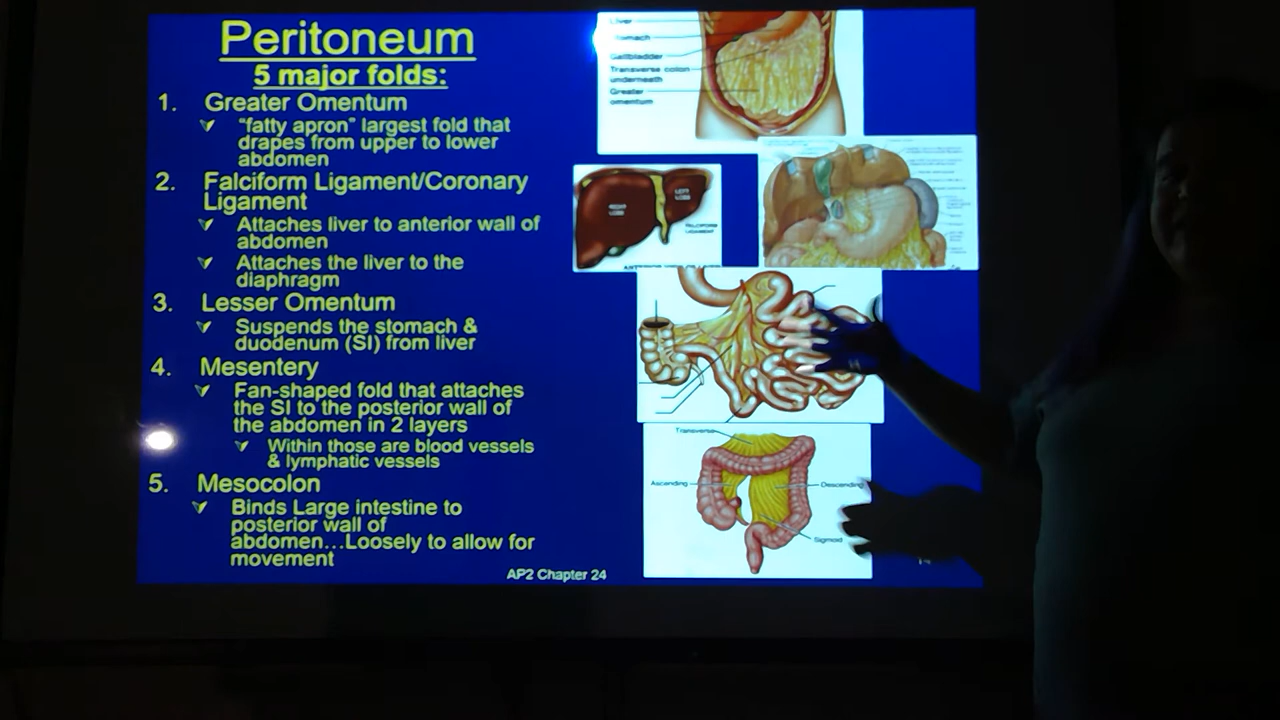 Peritoneum
5 major folds:
1. Greater Omentum
"fatty apron" largest fold that
drapes from upper to lower
abdomen
2. Falciform Ligament/Coronary
Ligament
Attaches liver to anterior wall of
abdomen
Attaches the liver to the
diaphragm
3. Lesser Omentum
Suspends the stomach &
duodenum (SI) from liver
4. Mesentery
Fan-shaped fold that attaches
the SI to the posterior wall of
the abdomen in 2 layers
Within those are blood vessels
& lymphatic vessels
5. Mesocolon
Binds Large intestine to
posterior wall of
abdomen...Loosely to allow for
movement
AP2 Chapter 24
Liver
Stomach
Gallbladder
Transverse colon
underneath
Greater
omentum
FALCIFORM
LIGAMENT
Transverse
Ascending
Descending
Sigmoid